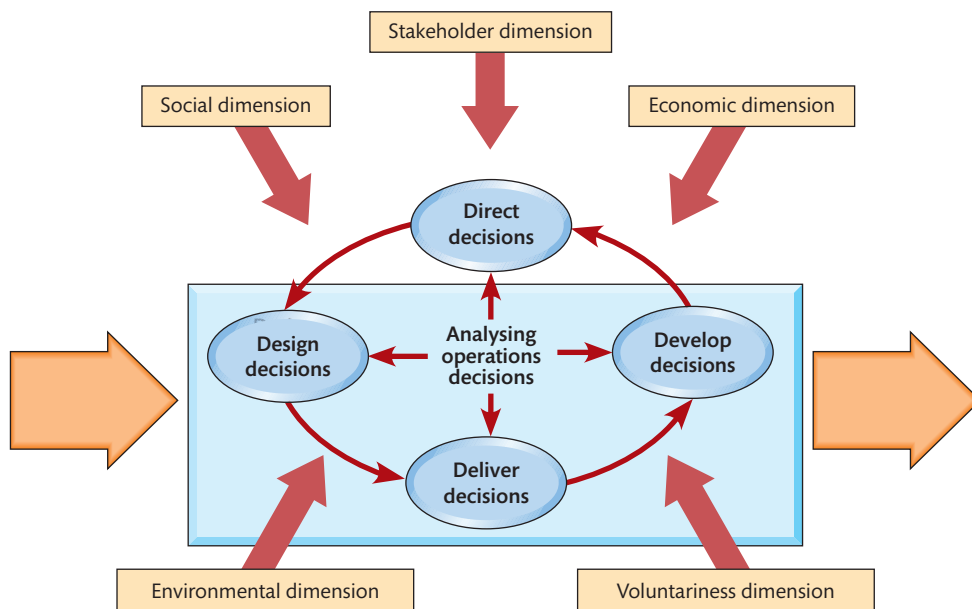 Stakeholder dimension
Social dimension
Economic dimension
Direct
decisions
Design
decisions
Analysing
operations
decisions
Develop
decisions
Deliver
decisions
Environmental dimension
Voluntariness dimension